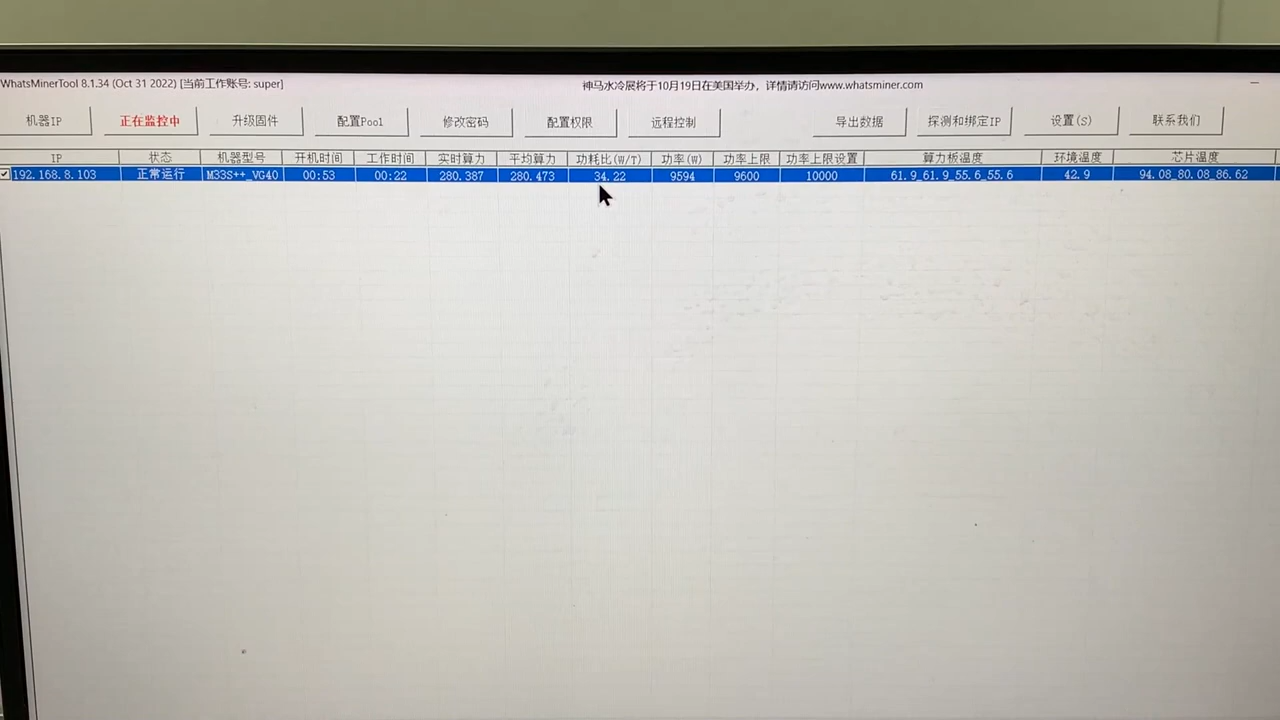 WhatsMinerTool 8.1.34 (Oct 31 2022) [当前工作账号: super] 神马水冷展将于10月19日在美国举办，详情请访问www.whatsminer.com
机器IP 正在监控中 升级固件 配置Pool 修改密码 配置权限 远程控制 导出数据 探测和绑定IP 设置(S) 联系我们
IP 状态 机器型号 开机时间 工作时间 实时算力 平均算力 功耗比(W/T) 功率(W) 功率上限 功率上限设置 算力板温度 环境温度 芯片温度
192.168.8.103 正常运行 M33S++_VG40 00:53 00:22 280.387 280.473 34.22 9594 9600 10000 61.9_61.9_55.6_55.6 42.9 94.08_80.08_86.62